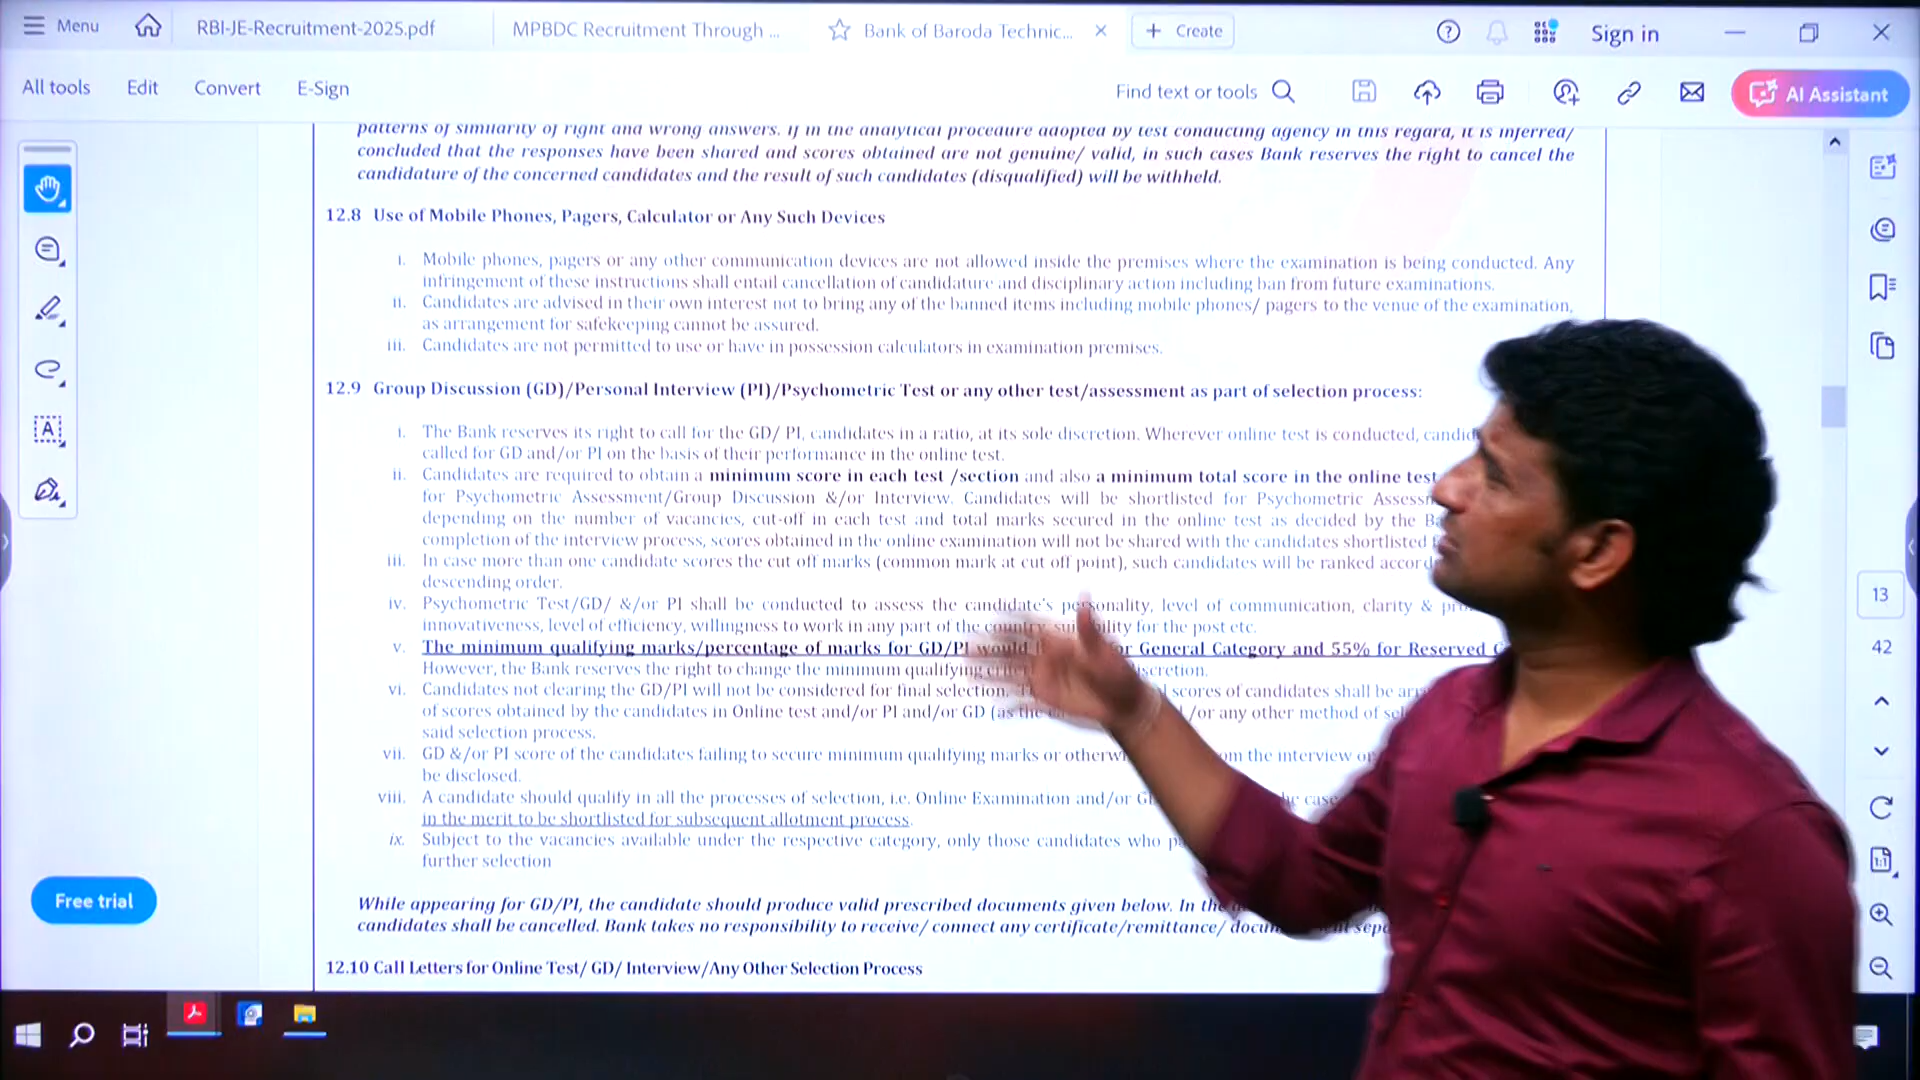 Menu
RBI-JE-Recruitment-2025.pdf
MPBDC Recruitment Through ...
Bank of Baroda Technic...
Create
Sign in
All tools
Edit
Convert
E-Sign
Find text or tools
AI Assistant
patterns of similarity of right and wrong answers. If in the analytical procedure adopted by test conducting agency in this regard, it is inferred/
concluded that the responses have been shared and scores obtained are not genuine/ valid, in such cases Bank reserves the right to cancel the
candidature of the concerned candidates and the result of such candidates (disqualified) will be withheld.
12.8 Use of Mobile Phones, Pagers, Calculator or Any Such Devices
i. Mobile phones, pagers or any other communication devices are not allowed inside the premises where the examination is being conducted. Any
infringement of these instructions shall entail cancellation of candidature and disciplinary action including ban from future examinations.
ii. Candidates are advised in their own interest not to bring any of the banned items including mobile phones/ pagers to the venue of the examination,
as arrangement for safekeeping cannot be assured.
iii. Candidates are not permitted to use or have in possession calculators in examination premises.
12.9 Group Discussion (GD)/Personal Interview (PI)/Psychometric Test or any other test/assessment as part of selection process:
i. The Bank reserves its right to call for the GD/ PI, candidates in a ratio, at its sole discretion. Wherever online test is conducted,
called for GD and/or PI on the basis of their performance in the online test.
ii. Candidates are required to obtain a minimum score in each test /section and also a minimum total score in the online test
for Psychometric Assessment/Group Discussion &/or Interview. Candidates will be shortlisted for Psychometric
depending on the number of vacancies, cut-off in each test and total marks secured in the online test as decided by the
completion of the interview process, scores obtained in the online examination will not be shared with the candidates shortlisted
iii. In case more than one candidate scores the cut off marks (common mark at cut off point), such candidates will be ranked
descending order.
iv. Psychometric Test/GD/ &/or PI shall be conducted to assess the candidate's personality, level of communication, clarity &
innovativeness, level of efficiency, willingness to work in any part of the country, suitability for the post etc.
v. The minimum qualifying marks/percentage of marks for GD/PI would General Category and 55% for Reserved
However, the Bank reserves the right to change the minimum qualifying
vi. Candidates not clearing the GD/PI will not be considered for final selection. scores of candidates shall be
of scores obtained by the candidates in Online test and/or PI and/or GD (as the /or any other method of
said selection process.
vii. GD &/or PI score of the candidates failing to secure minimum qualifying marks or the interview
be disclosed.
viii. A candidate should qualify in all the processes of selection, i.e. Online Examination and/or case
in the merit to be shortlisted for subsequent allotment process.
ix. Subject to the vacancies available under the respective category, only those candidates who
further selection
While appearing for GD/PI, the candidate should produce valid prescribed documents given below. In the
candidates shall be cancelled. Bank takes no responsibility to receive/ connect any certificate/remittance/
12.10 Call Letters for Online Test/ GD/ Interview/Any Other Selection Process
13
42
Free trial